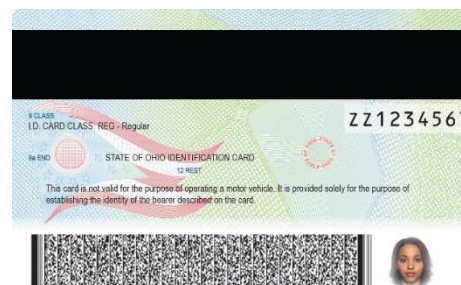 9 CLASS
I.D. CARD CLASS: REG - Regular
ZZ1234567
9a END
STATE OF OHIO IDENTIFICATION CARD
12 REST
This card is not valid for the purpose of operating a motor vehicle. It is provided solely for the purpose of
establishing the identity of the bearer described on the card.